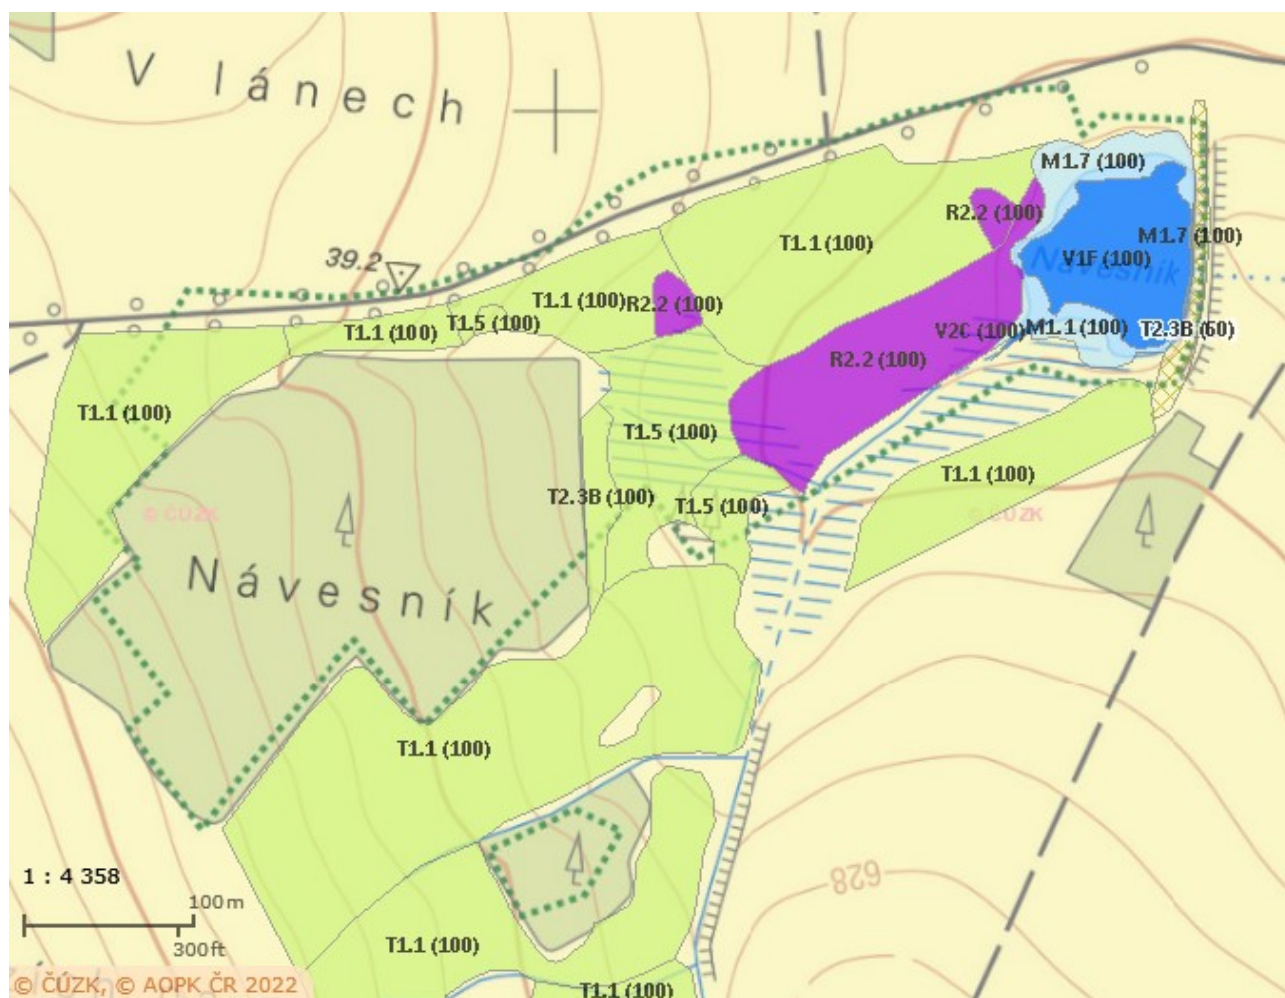 V lánech
M1.7 (100)
R2.2 (100)
T1.1 (100)
M1.7 (100)
V1F (100)
39.2
Návesník
T1.1 (100)
R2.2 (100)
T1.5 (100)
T1.1 (100)
V2C (100)
M1.1 (100)
T2.3B (60)
R2.2 (100)
T1.1 (100)
T1.5 (100)
T1.1 (100)
T2.3B (100)
T1.5 (100)
© ČÚZK
© ČÚZK
Návesník
T1.1 (100)
628
1 : 4 358
100m
300ft
T1.1 (100)
© ČÚZK, © AOPK ČR 2022
T1.1 (100)